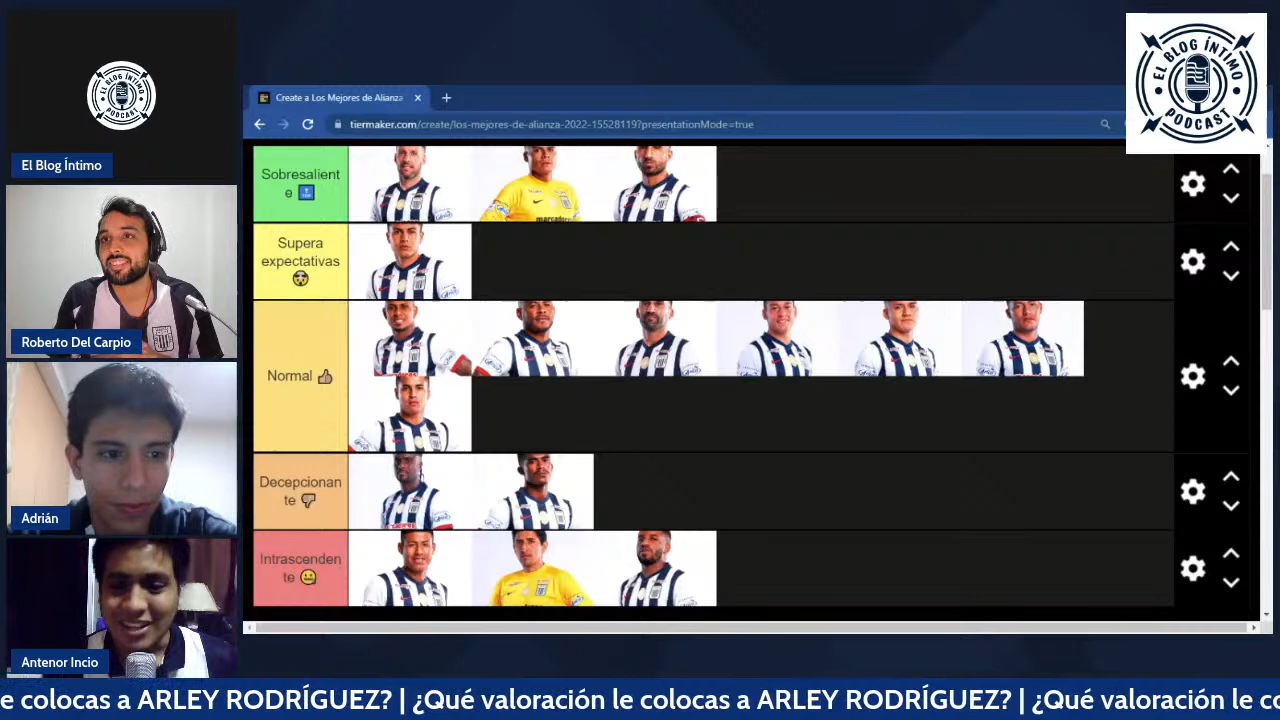 EL BLOG ÍNTIMO
PODCAST
El Blog Íntimo
Roberto Del Carpio
Adrián
Antenor Incio
Create a Los Mejores de Alianza
tiermaker.com/create/los-mejores-de-alianza-2022-15528119?presentationMode=true
EL BLOG ÍNTIMO
PODCAST
Sobresalient
e
Supera
expectativas
Normal
Decepcionan
te
Intrascenden
te
e colocas a ARLEY RODRÍGUEZ? | ¿Qué valoración le colocas a ARLEY RODRÍGUEZ? | ¿Qué valoración le co